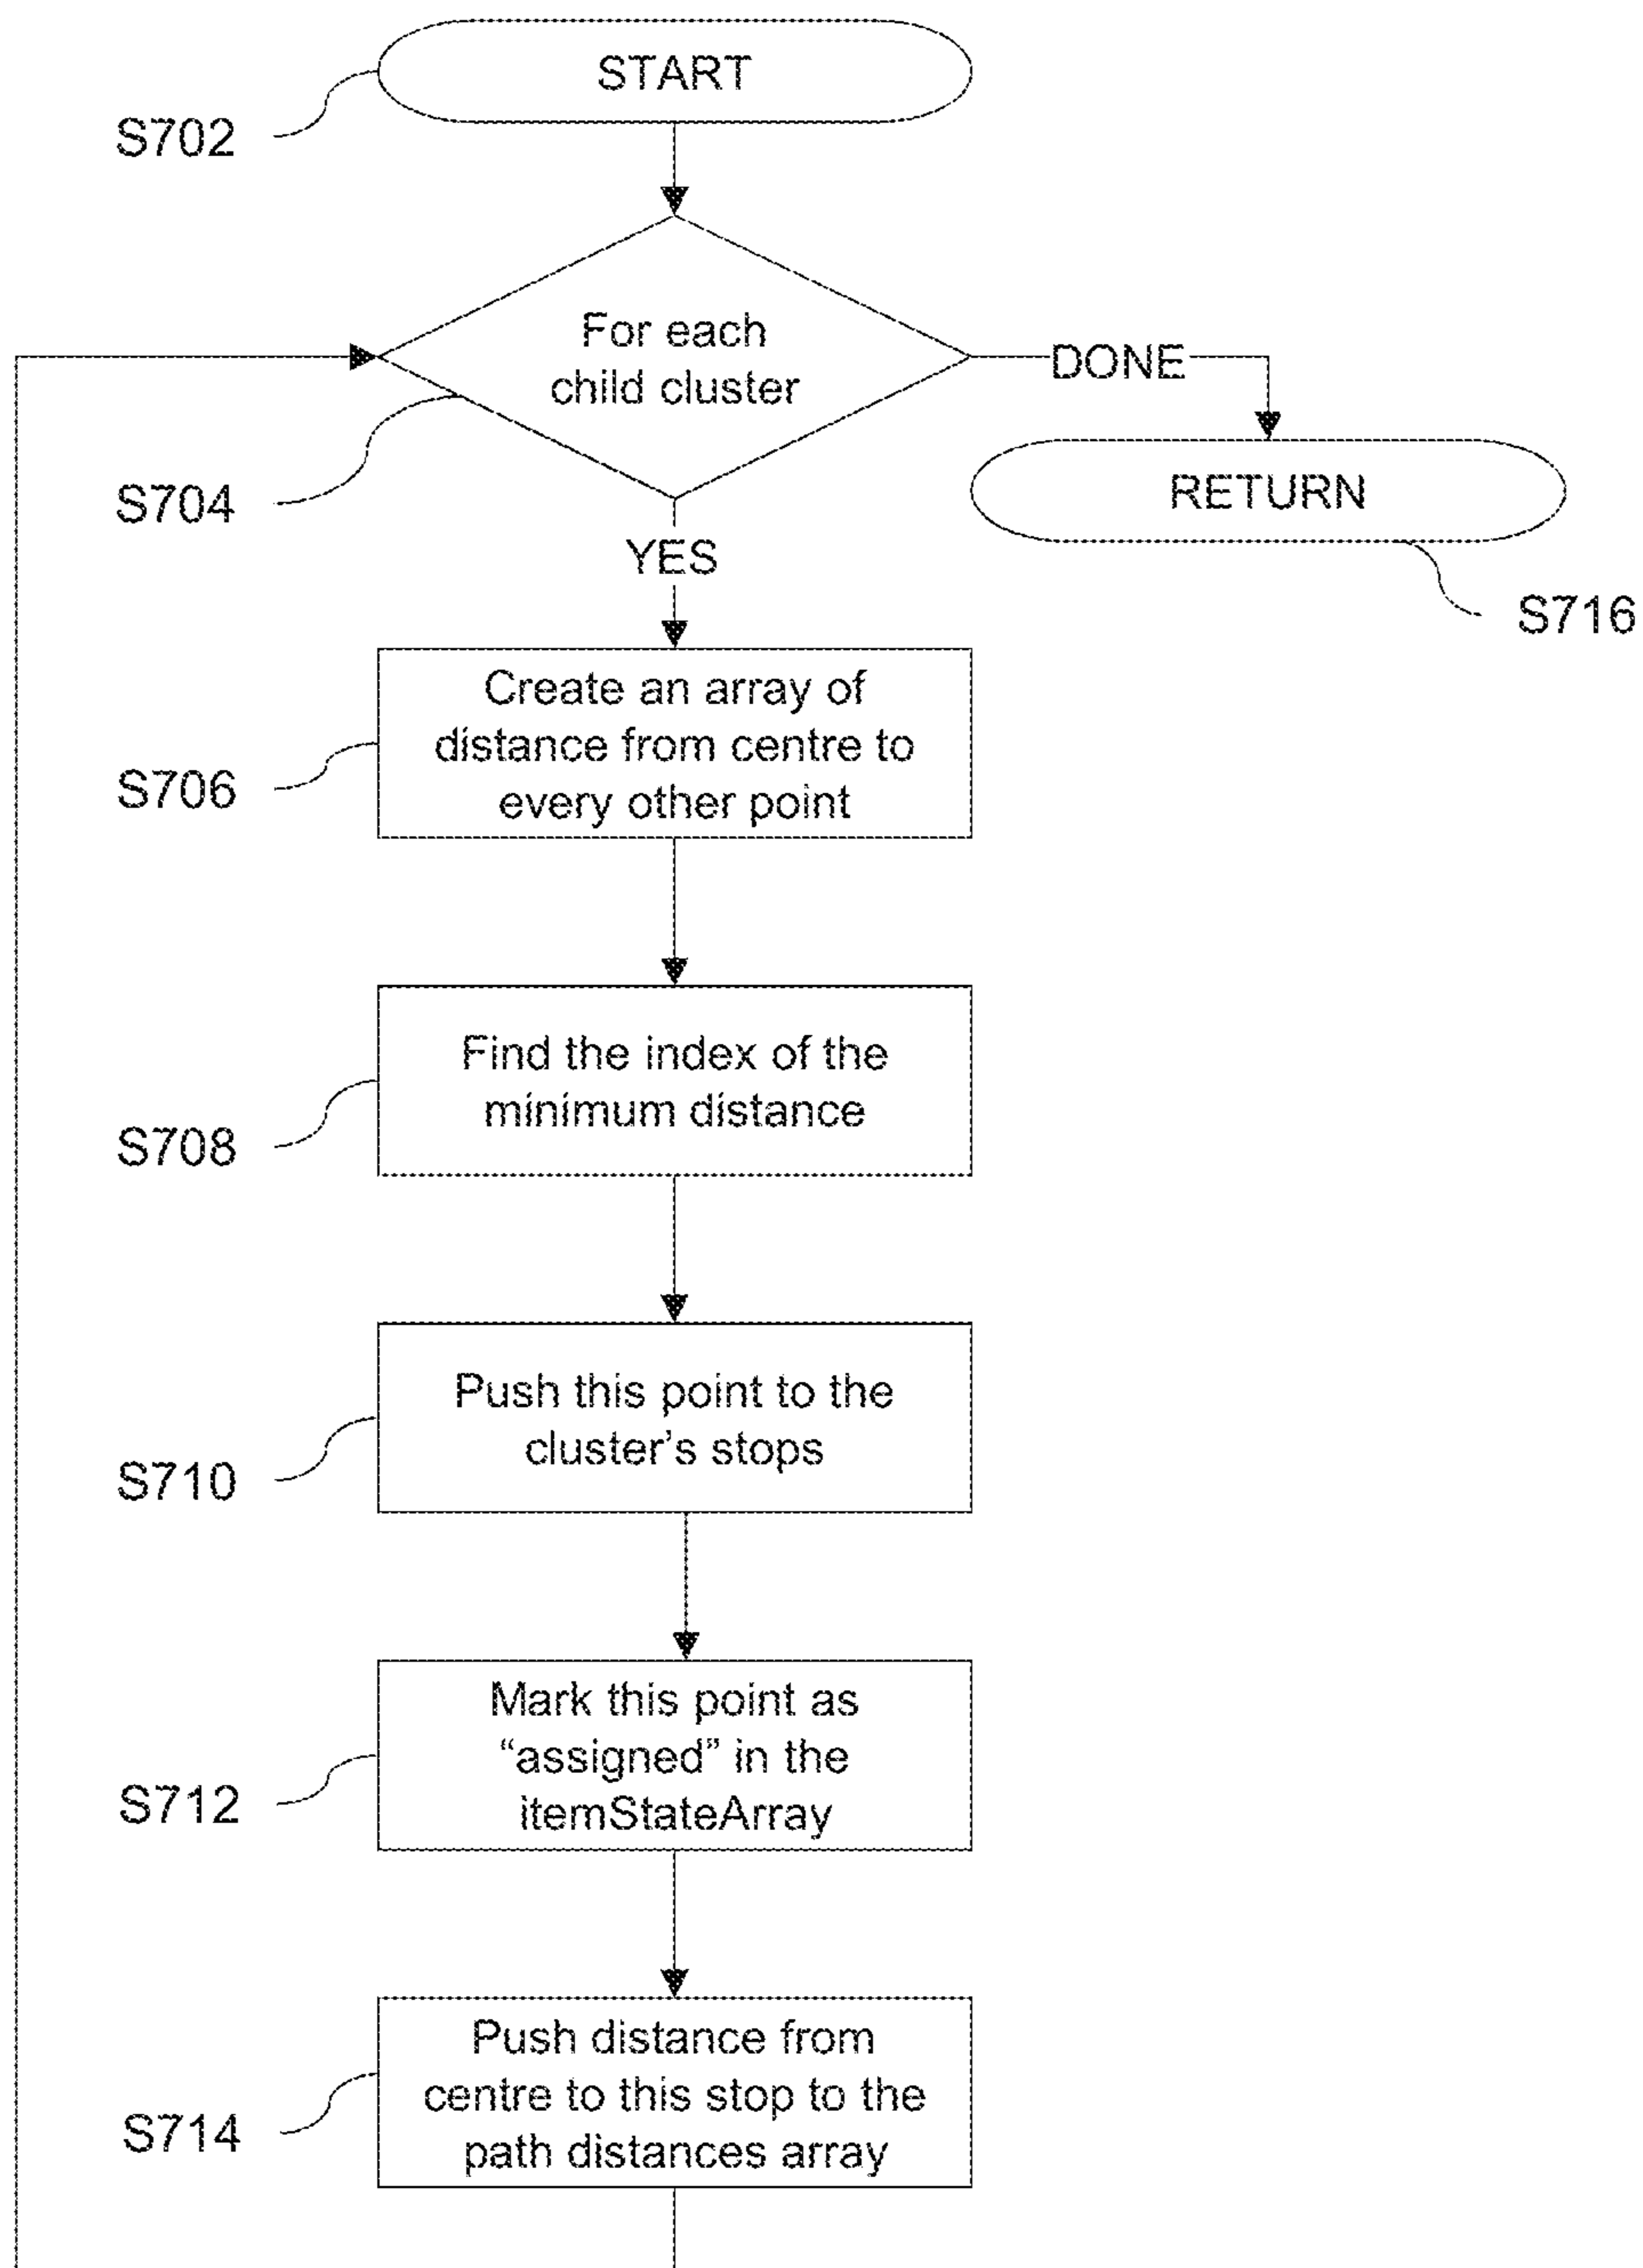 START
S702
For each
child cluster
DONE
S704
RETURN
YES
S716
Create an array of
distance from centre to
every other point
S706
Find the index of the
minimum distance
S708
Push this point to the
cluster’s stops
S710
Mark this point as
“assigned” in the
itemStateArray
S712
Push distance from
centre to this stop to the
path distances array
S714